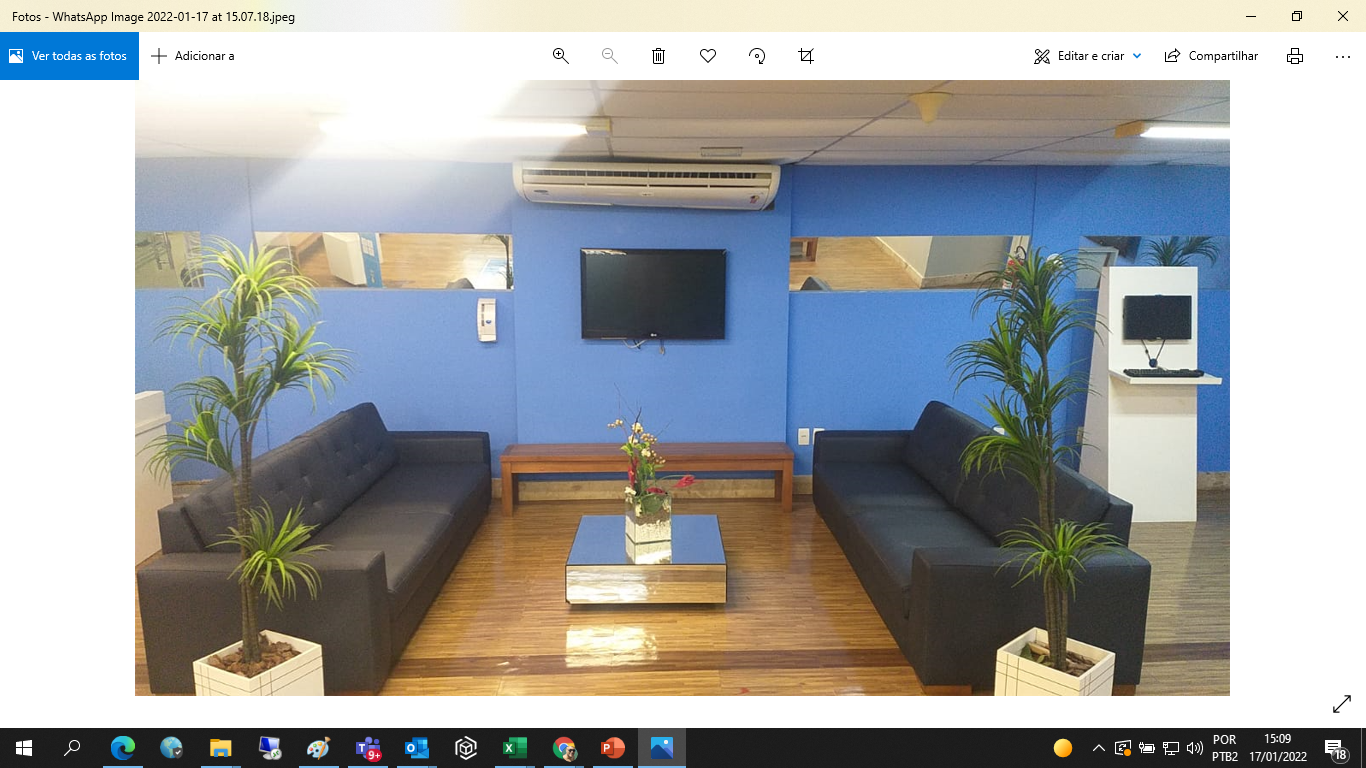 Fotos - WhatsApp Image 2022-01-17 at 15.07.18.jpeg
Ver todas as fotos
Adicionar a
Editar e criar
Compartilhar
9+
POR
PTB2
15:09
17/01/2022
18